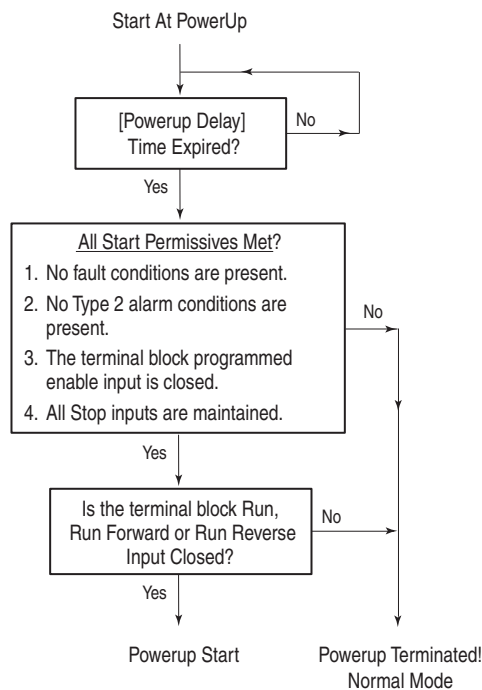 Start At PowerUp
[Powerup Delay]
Time Expired?
No
Yes
All Start Permissives Met?
1. No fault conditions are present.
2. No Type 2 alarm conditions are
present.
3. The terminal block programmed
enable input is closed.
4. All Stop inputs are maintained.
No
Yes
Is the terminal block Run,
Run Forward or Run Reverse
Input Closed?
No
Yes
Powerup Start
Powerup Terminated!
Normal Mode